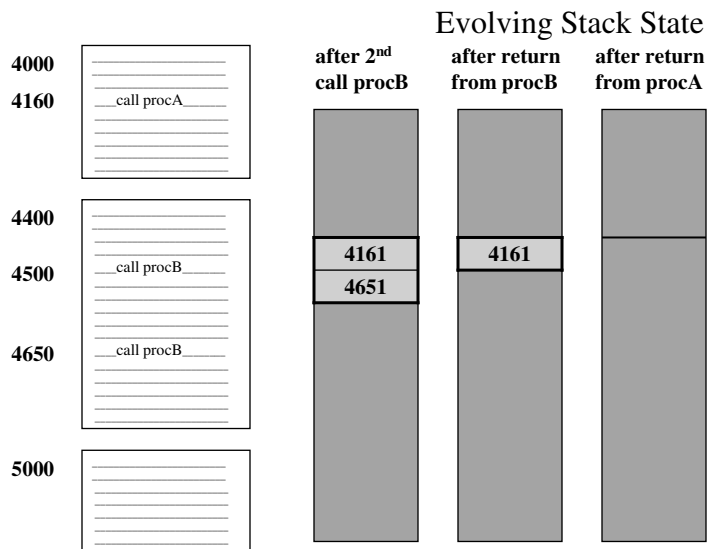 Evolving Stack State
after 2nd call procB
after return from procB
after return from procA
4000
4160
call procA
4400
4500
call procB
4650
call procB
5000
4161
4651
4161